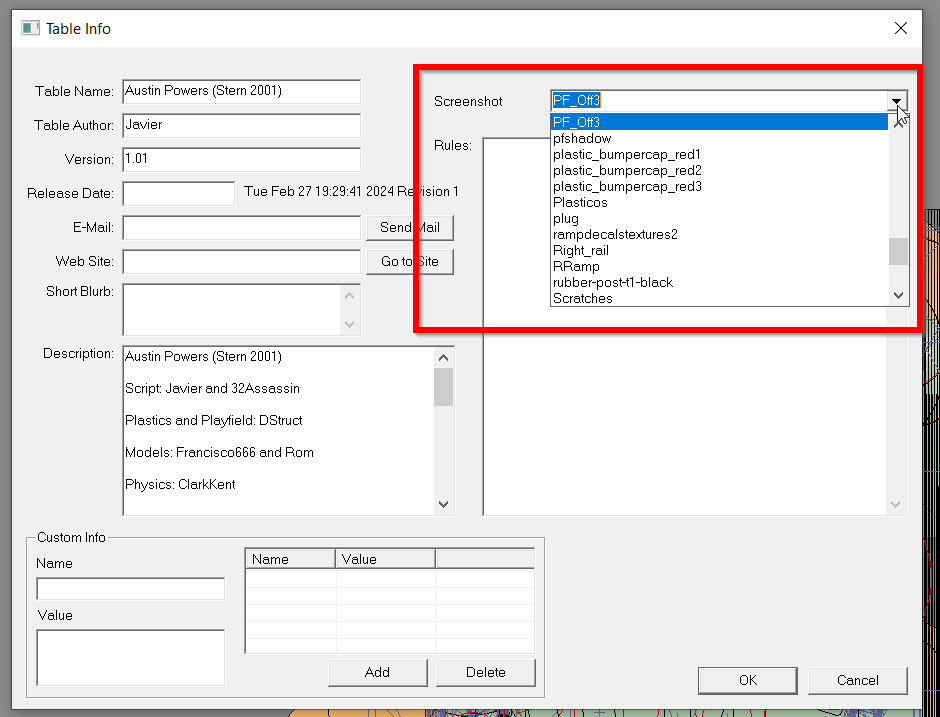 Table Info
Table Name:
Austin Powers (Stern 2001)
Table Author:
Javier
Version:
1.01
Release Date:
Tue Feb 27 19:29:41 2024 Revision 1
E-Mail:
Send Mail
Web Site:
Go to Site
Short Blurb:
Description:
Austin Powers (Stern 2001)
Script: Javier and 32Assassin
Plastics and Playfield: DStruct
Models: Francisco666 and Rom
Physics: ClarkKent
Screenshot
PF_Off3
PF_Off3
pfshadow
plastic_bumpercap_red1
plastic_bumpercap_red2
plastic_bumpercap_red3
Plasticos
plug
rampdecalstextures2
Right_rail
RRamp
rubber-post-t1-black
Scratches
Rules:
Custom Info
Name
Value
Name
Value
Add
Delete
OK
Cancel